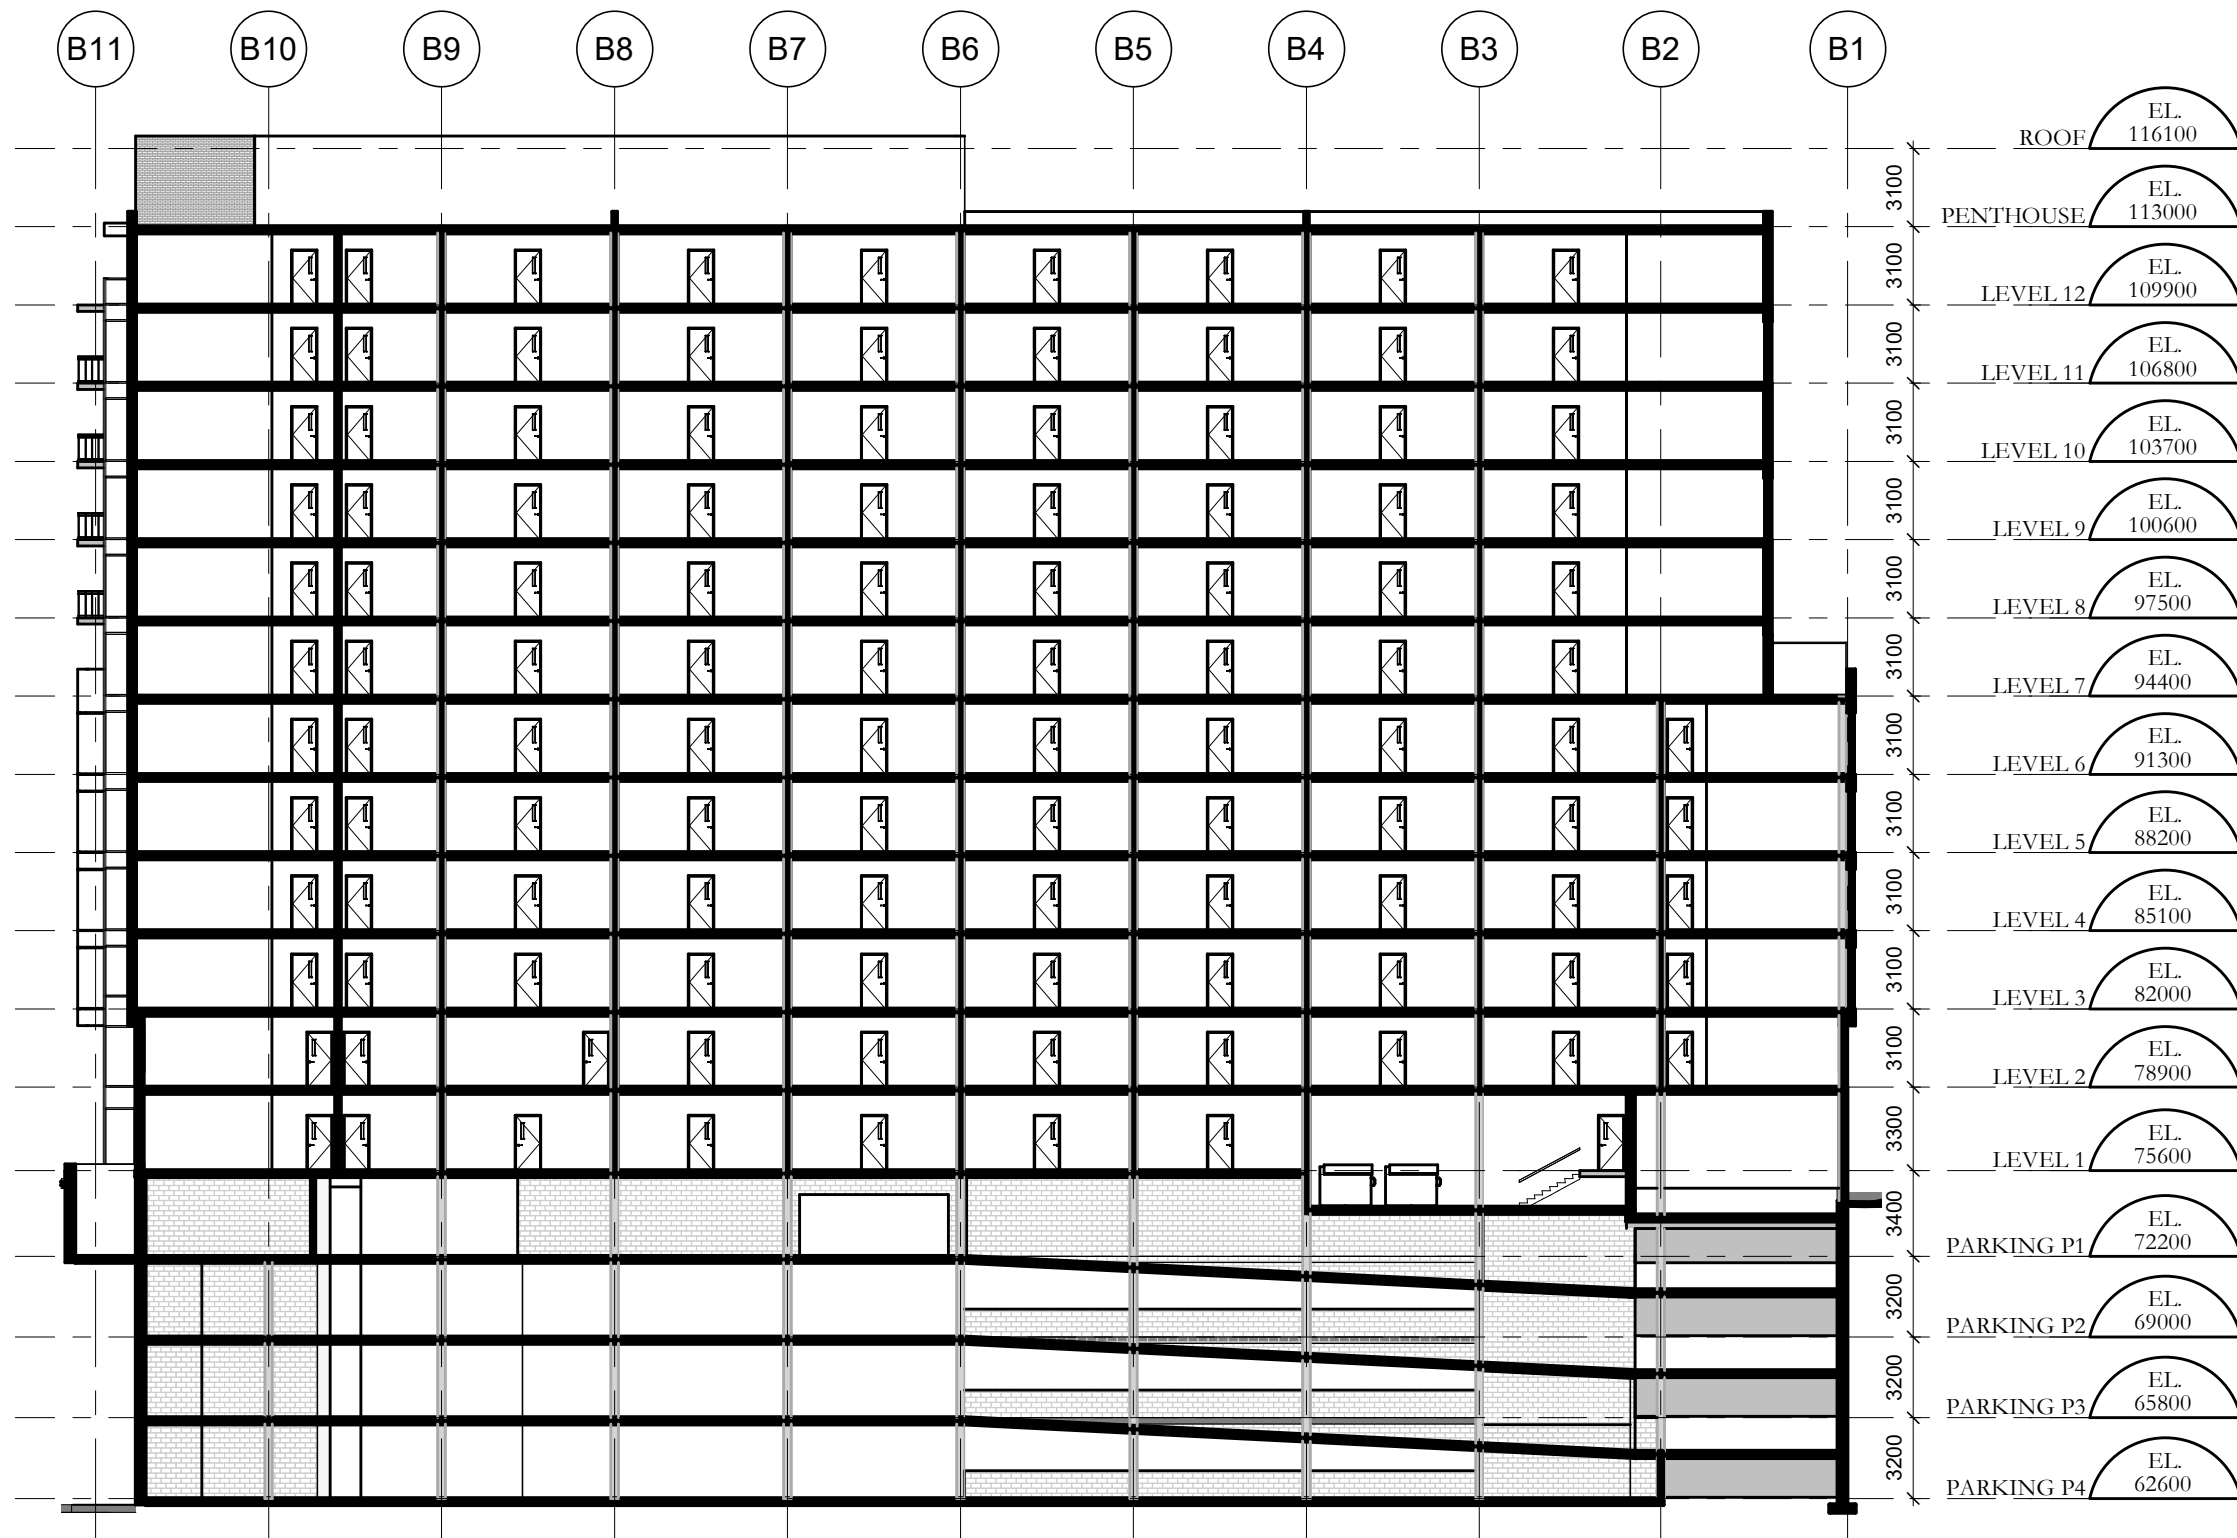 B11 B10 B9 B8 B7 B6 B5 B4 B3 B2 B1
EL.
116100
ROOF
3100
EL.
113000
PENTHOUSE
3100
EL.
109900
LEVEL 12
3100
EL.
106800
LEVEL 11
3100
EL.
103700
LEVEL 10
3100
EL.
100600
LEVEL 9
3100
EL.
97500
LEVEL 8
3100
EL.
94400
LEVEL 7
3100
EL.
91300
LEVEL 6
3100
EL.
88200
LEVEL 5
3100
EL.
85100
LEVEL 4
3100
EL.
82000
LEVEL 3
3100
EL.
78900
LEVEL 2
3300
EL.
75600
LEVEL 1
3400
EL.
72200
PARKING P1
3200
EL.
69000
PARKING P2
3200
EL.
65800
PARKING P3
3200
EL.
62600
PARKING P4